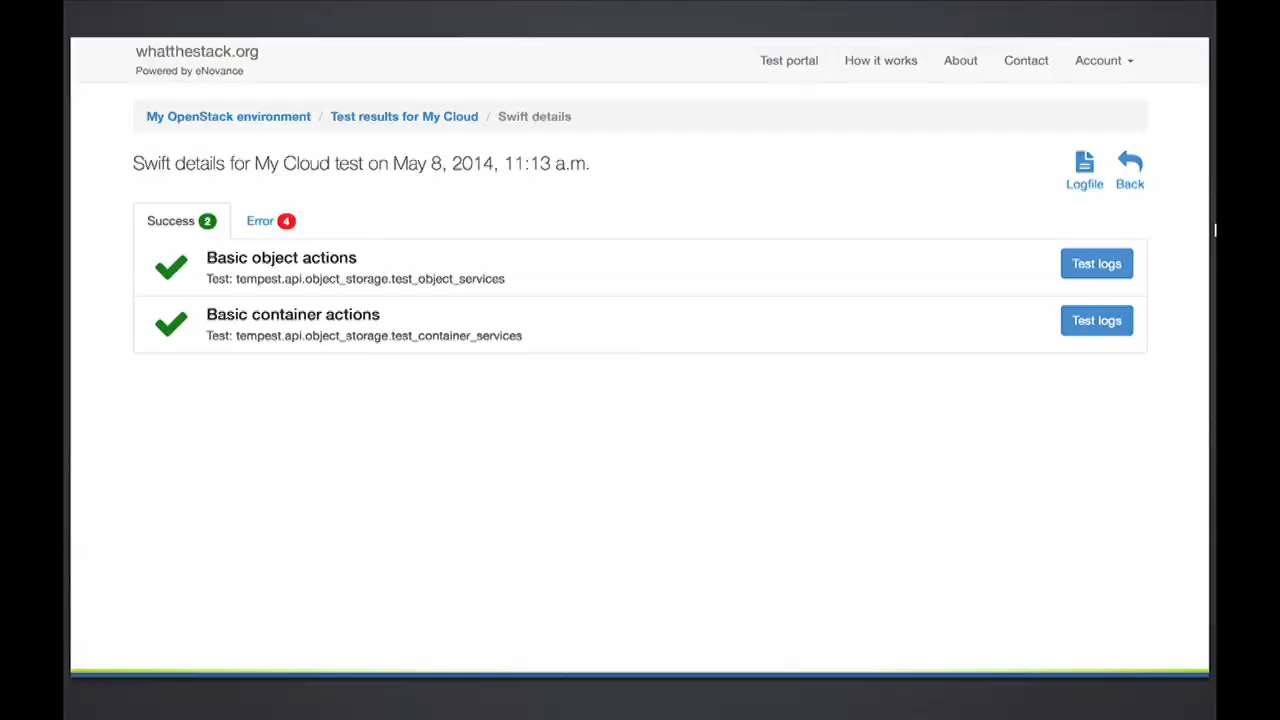 whatthestack.org
Powered by eNovance
Test portal
How it works
About
Contact
Account
My OpenStack environment / Test results for My Cloud / Swift details
Swift details for My Cloud test on May 8, 2014, 11:13 a.m.
Logfile
Back
Success 2
Error 4
Basic object actions
Test: tempest.api.object_storage.test_object_services
Test logs
Basic container actions
Test: tempest.api.object_storage.test_container_services
Test logs